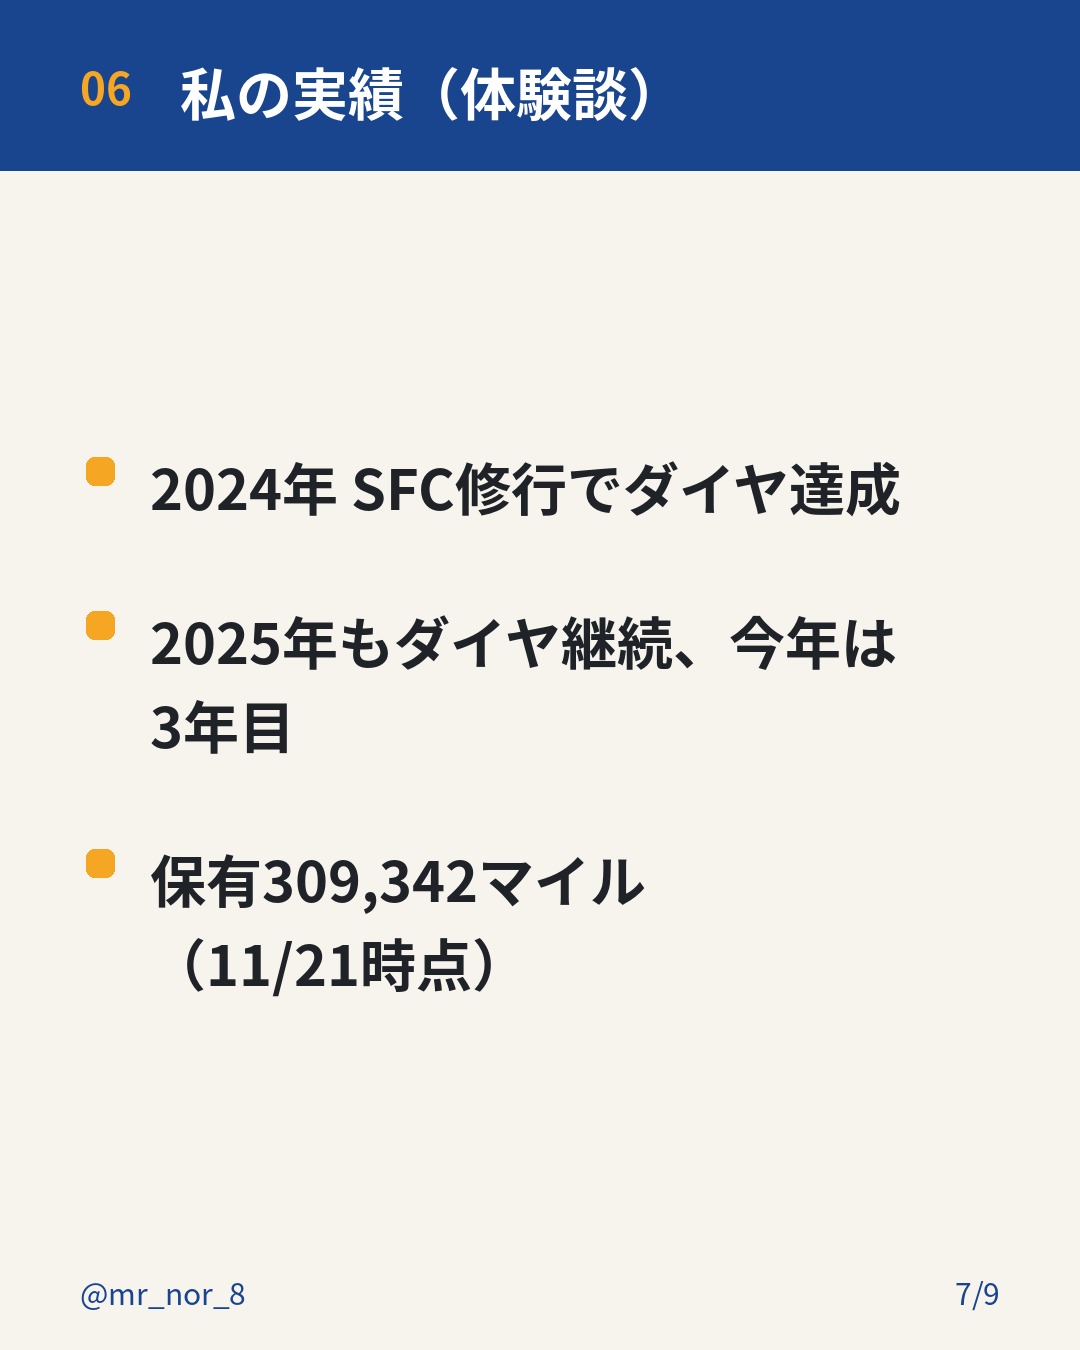 06 私の実績（体験談）
2024年 SFC修行でダイヤ達成
2025年もダイヤ継続、今年は
3年目
保有309,342マイル
（11/21時点）
@mr_nor_8
7/9